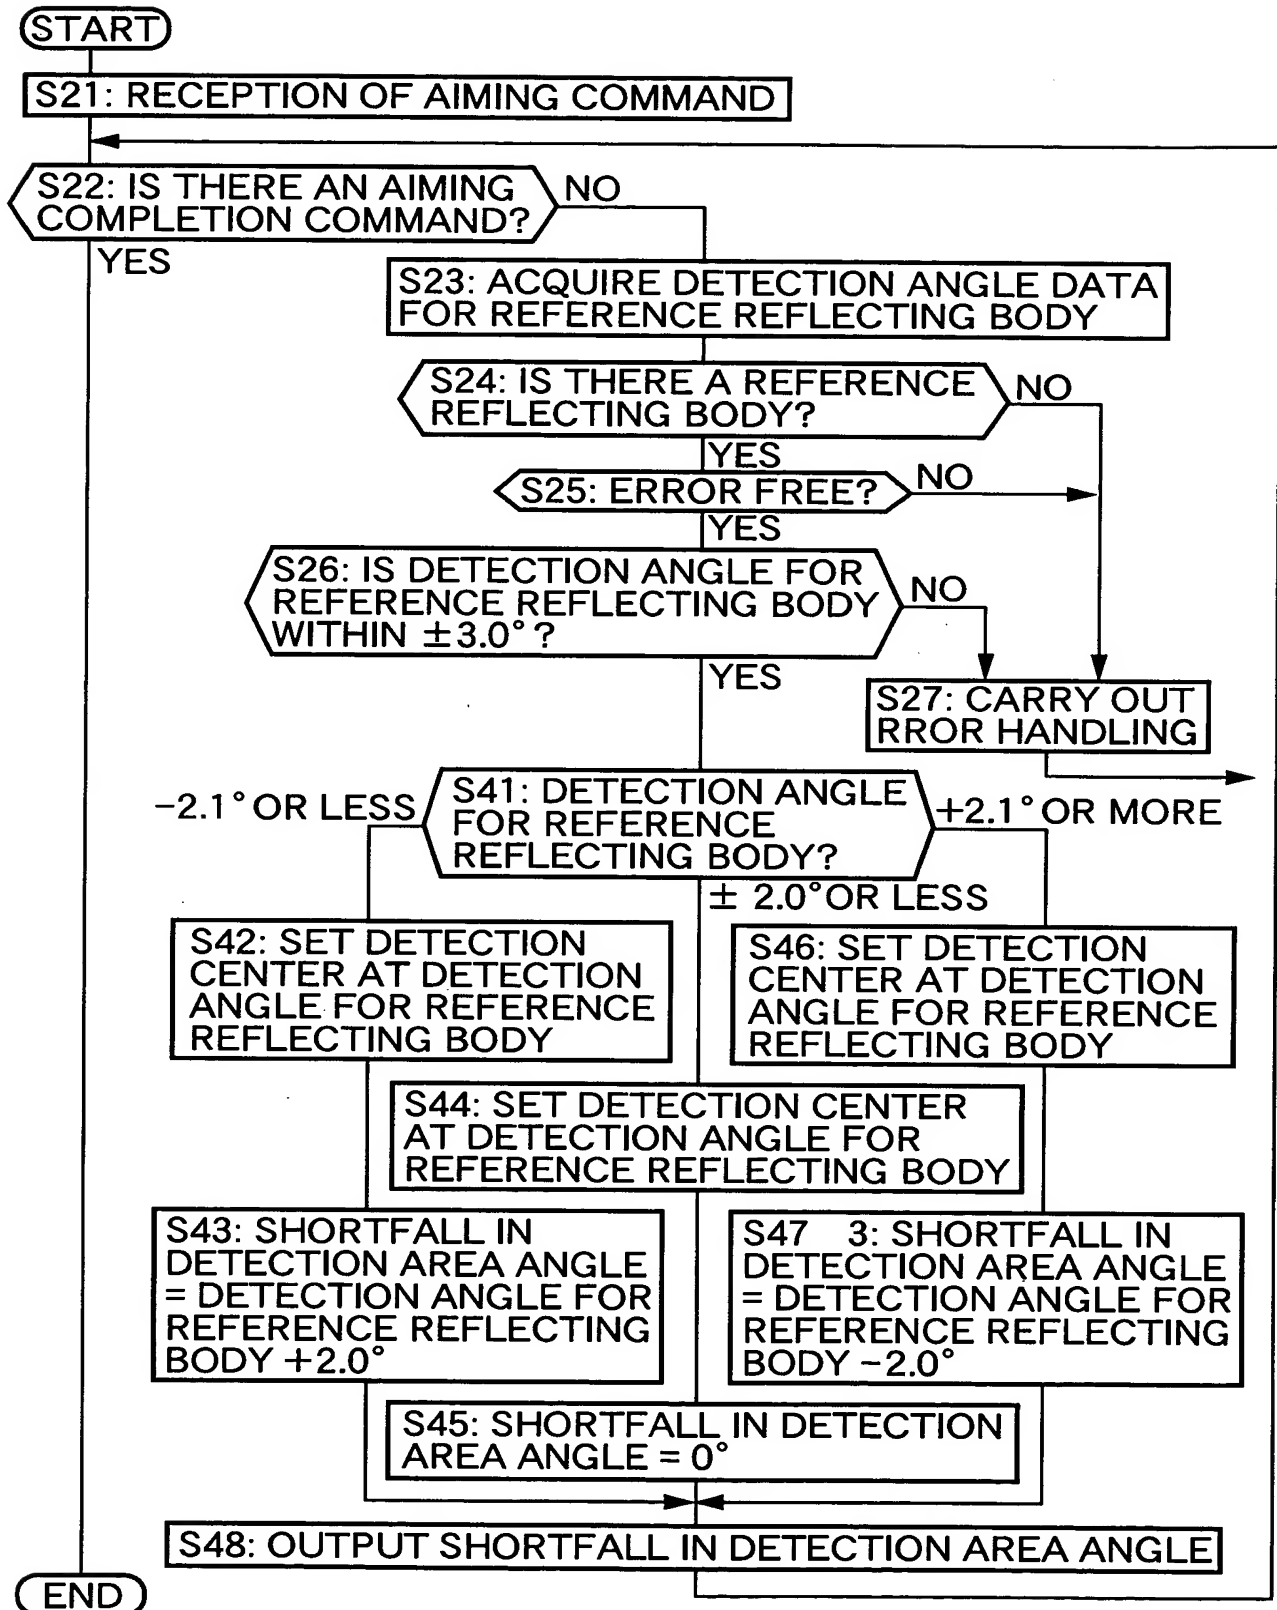 START
S21: RECEPTION OF AIMING COMMAND
S22: IS THERE AN AIMING
COMPLETION COMMAND?
NO
YES
S23: ACQUIRE DETECTION ANGLE DATA
FOR REFERENCE REFLECTING BODY
S24: IS THERE A REFERENCE
REFLECTING BODY?
NO
YES
S25: ERROR FREE?
NO
YES
S26: IS DETECTION ANGLE FOR
REFERENCE REFLECTING BODY
WITHIN ±3.0°?
NO
YES
S27: CARRY OUT
RROR HANDLING
S41: DETECTION ANGLE
FOR REFERENCE
REFLECTING BODY?
-2.1° OR LESS
+2.1° OR MORE
± 2.0° OR LESS
S42: SET DETECTION
CENTER AT DETECTION
ANGLE FOR REFERENCE
REFLECTING BODY
S46: SET DETECTION
CENTER AT DETECTION
ANGLE FOR REFERENCE
REFLECTING BODY
S44: SET DETECTION CENTER
AT DETECTION ANGLE FOR
REFERENCE REFLECTING BODY
S43: SHORTFALL IN
DETECTION AREA ANGLE
= DETECTION ANGLE FOR
REFERENCE REFLECTING
BODY +2.0°
S47 3: SHORTFALL IN
DETECTION AREA ANGLE
= DETECTION ANGLE FOR
REFERENCE REFLECTING
BODY -2.0°
S45: SHORTFALL IN DETECTION
AREA ANGLE = 0°
S48: OUTPUT SHORTFALL IN DETECTION AREA ANGLE
END